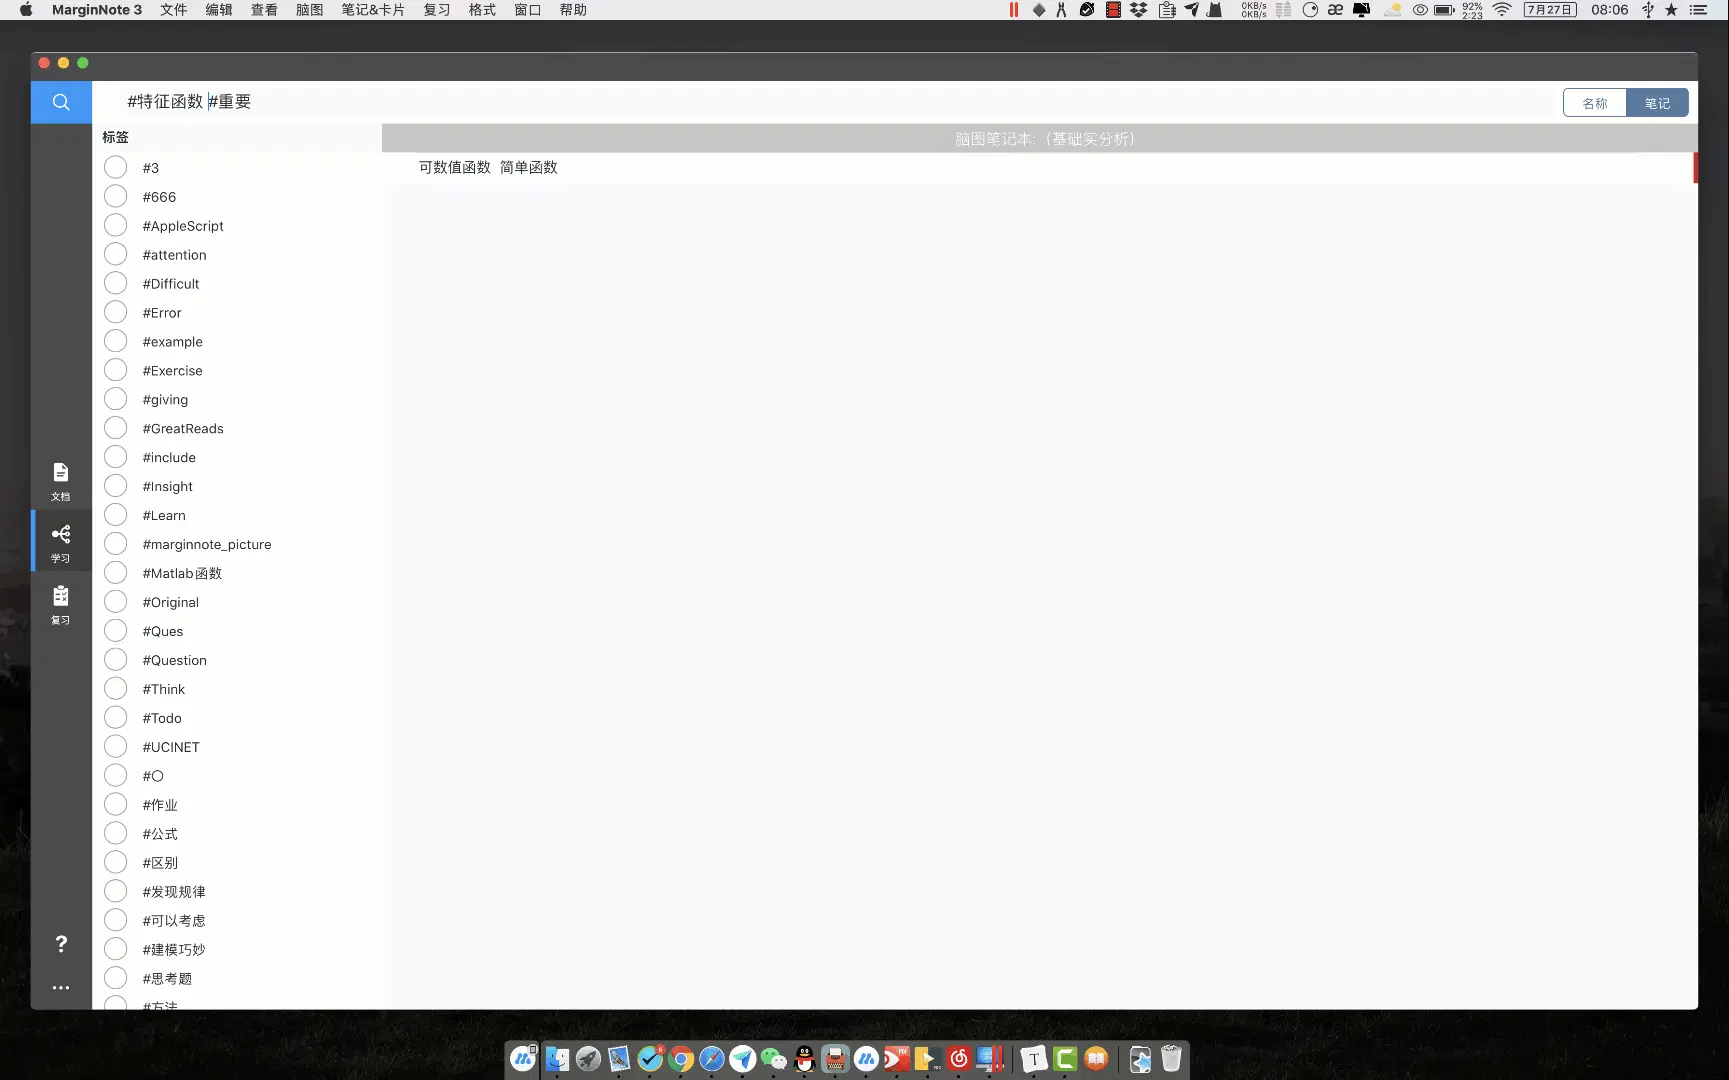 MarginNote 3 文件 编辑 查看 脑图 笔记&卡片 复习 格式 窗口 帮助 0KB/s 0KB/s 92% 2:23 7月27日 08:06
#特征函数 #重要 名称 笔记
标签
脑图笔记本:（基础实分析）
可数值函数 简单函数
#3
#666
#AppleScript
#attention
#Difficult
#Error
#example
#Exercise
#giving
#GreatReads
#include
#Insight
#Learn
#marginnote_picture
#Matlab函数
#Original
#Ques
#Question
#Think
#Todo
#UCINET
#〇
#作业
#公式
#区别
#发现规律
#可以考虑
#建模巧妙
#思考题
#方法
文档
学习
复习
?